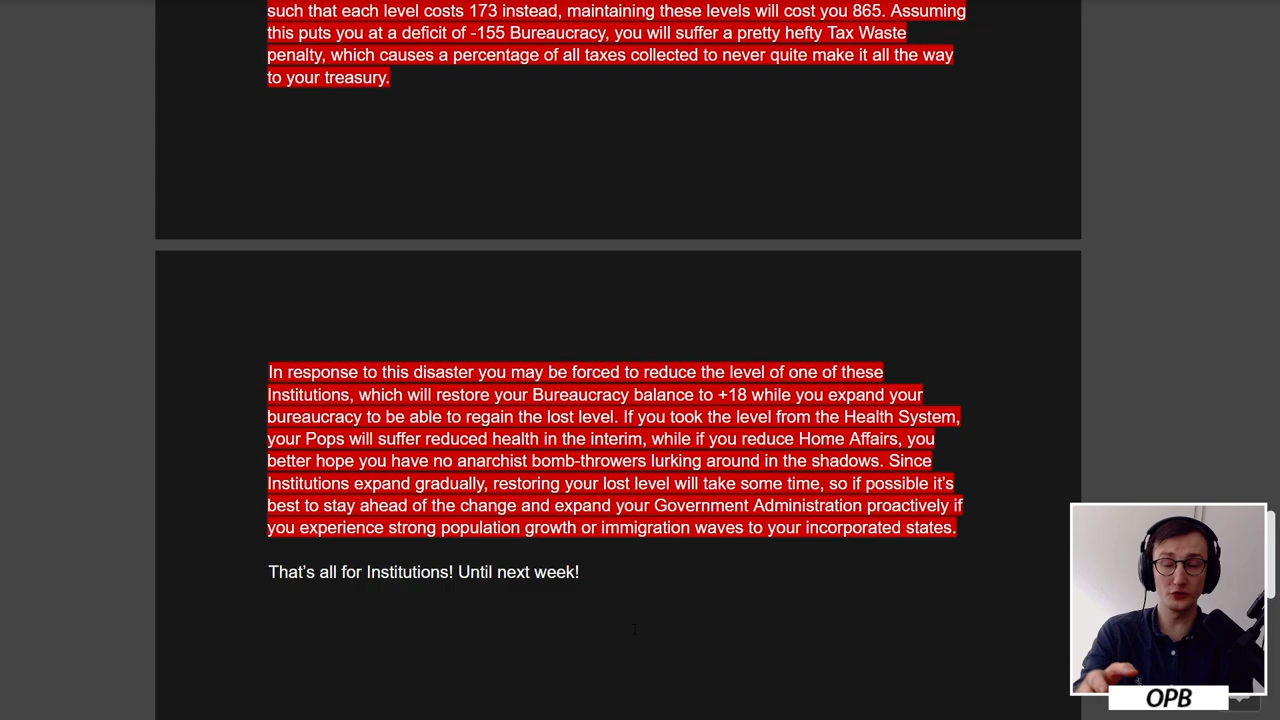 such that each level costs 173 instead, maintaining these levels will cost you 865. Assuming
this puts you at a deficit of -155 Bureaucracy, you will suffer a pretty hefty Tax Waste
penalty, which causes a percentage of all taxes collected to never quite make it all the way
to your treasury.
In response to this disaster you may be forced to reduce the level of one of these
Institutions, which will restore your Bureaucracy balance to +18 while you expand your
bureaucracy to be able to regain the lost level. If you took the level from the Health System,
your Pops will suffer reduced health in the interim, while if you reduce Home Affairs, you
better hope you have no anarchist bomb-throwers lurking around in the shadows. Since
Institutions expand gradually, restoring your lost level will take some time, so if possible it’s
best to stay ahead of the change and expand your Government Administration proactively if
you experience strong population growth or immigration waves to your incorporated states.
That’s all for Institutions! Until next week!
OPB